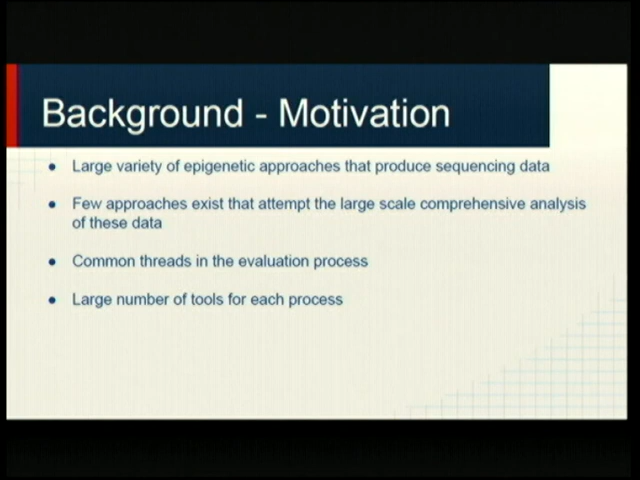 Background - Motivation
● Large variety of epigenetic approaches that produce sequencing data
● Few approaches exist that attempt the large scale comprehensive analysis
of these data
● Common threads in the evaluation process
● Large number of tools for each process